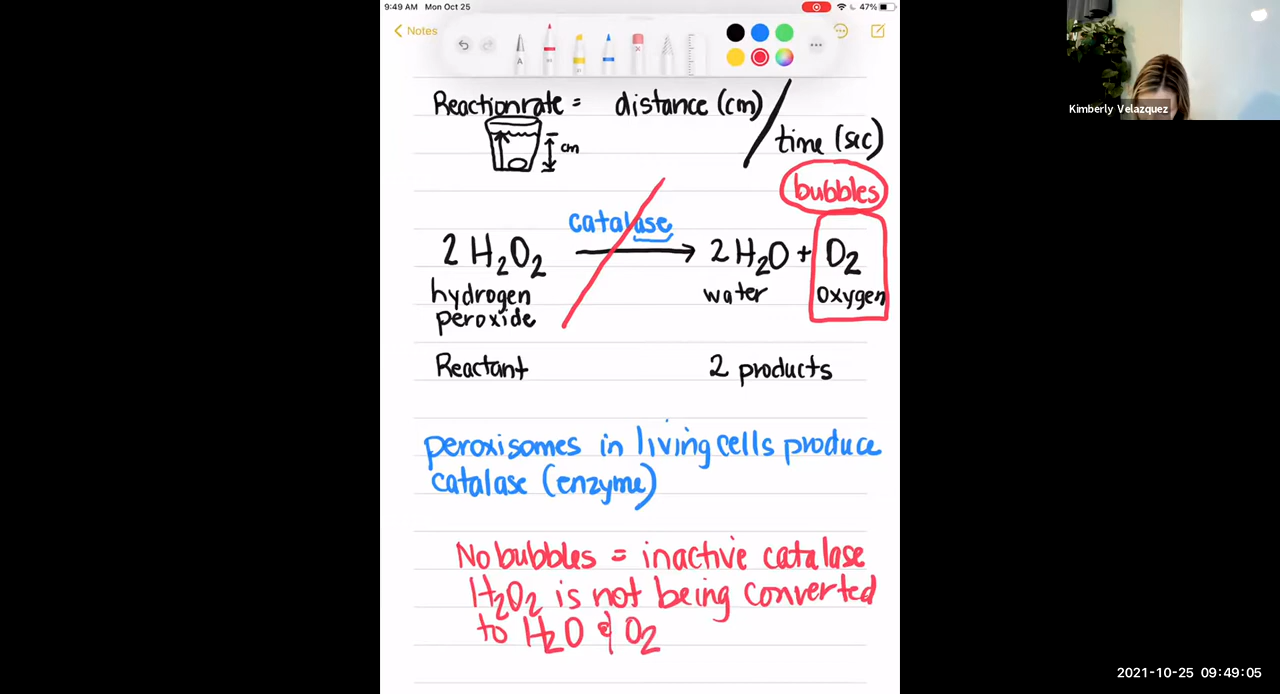 9:49 AM Mon Oct 25
47%
Notes
A
Reaction rate = distance (cm) / time (sec)
cm
bubbles
catalase
2 H₂O₂ → 2 H₂O + O₂
hydrogen peroxide
water
oxygen
Reactant
2 products
peroxisomes in living cells produce
catalase (enzyme)
No bubbles = inactive catalase
H₂O₂ is not being converted
to H₂O & O₂
Kimberly Velazquez
2021-10-25 09:49:05